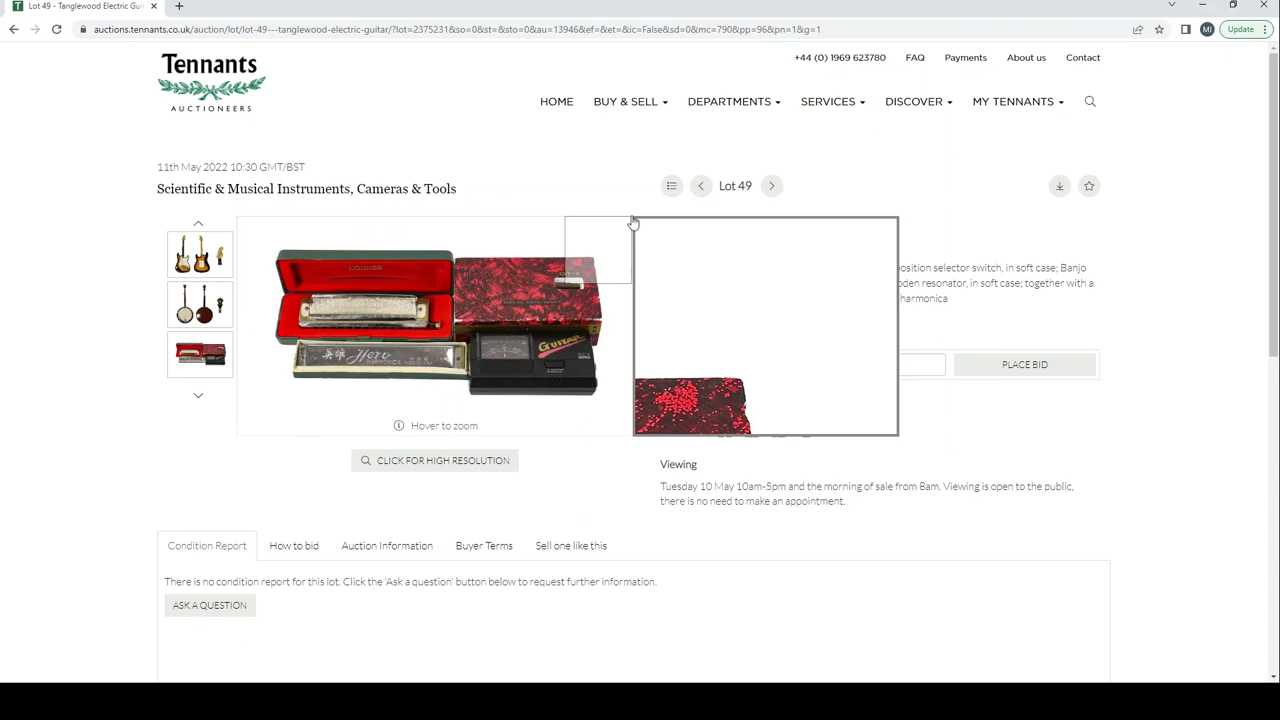 Lot 49 - Tanglewood Electric Guit
auctions.tennants.co.uk/auction/lot/lot-49---tanglewood-electric-guitar/?lot=2375231&so=0&st=&sto=0&au=13946&ef=&et=&ic=False&sd=0&mc=790&pp=96&pn=1&g=1
MI
Update
Tennants
AUCTIONEERS
+44 (0) 1969 623780
FAQ
Payments
About us
Contact
HOME
BUY & SELL
DEPARTMENTS
SERVICES
DISCOVER
MY TENNANTS
11th May 2022 10:30 GMT/BST
Scientific & Musical Instruments, Cameras & Tools
Lot 49
HOHNER
英雄 Hero
GUITAR
osition selector switch, in soft case; Banjo
oden resonator, in soft case; together with a
harmonica
PLACE BID
Hover to zoom
CLICK FOR HIGH RESOLUTION
Viewing
Tuesday 10 May 10am-5pm and the morning of sale from 8am. Viewing is open to the public,
there is no need to make an appointment.
Condition Report
How to bid
Auction Information
Buyer Terms
Sell one like this
There is no condition report for this lot. Click the 'Ask a question' button below to request further information.
ASK A QUESTION